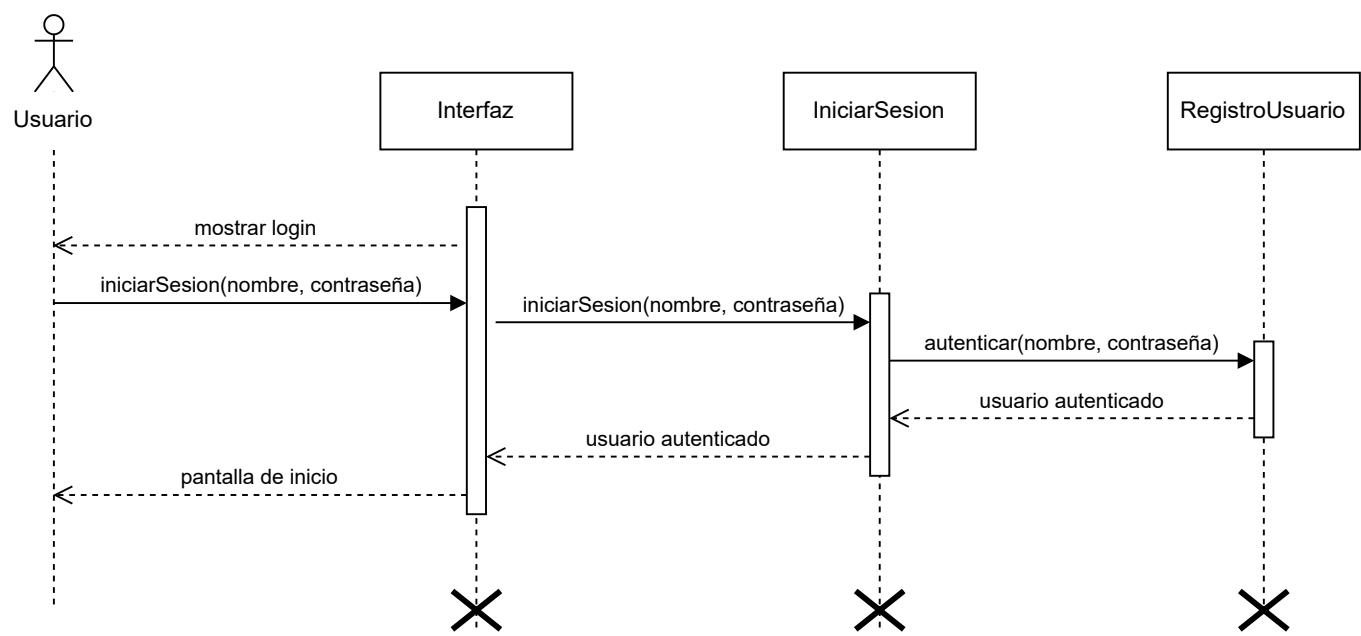 Usuario
Interfaz
IniciarSesion
RegistroUsuario
mostrar login
iniciarSesion(nombre, contraseña)
iniciarSesion(nombre, contraseña)
autenticar(nombre, contraseña)
usuario autenticado
usuario autenticado
pantalla de inicio